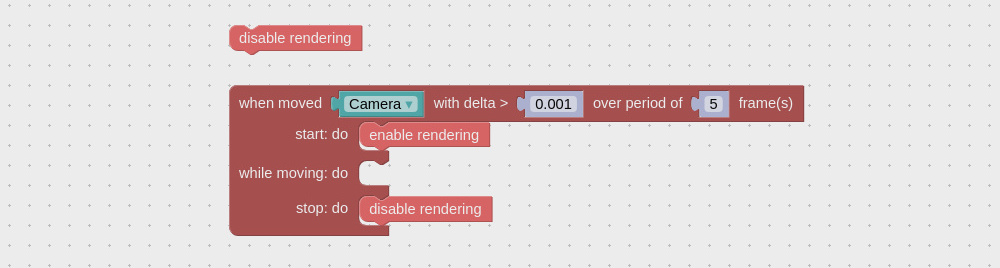 disable rendering
when moved Camera ▾ with delta > 0.001 over period of 5 frame(s)
start: do enable rendering
while moving: do
stop: do disable rendering